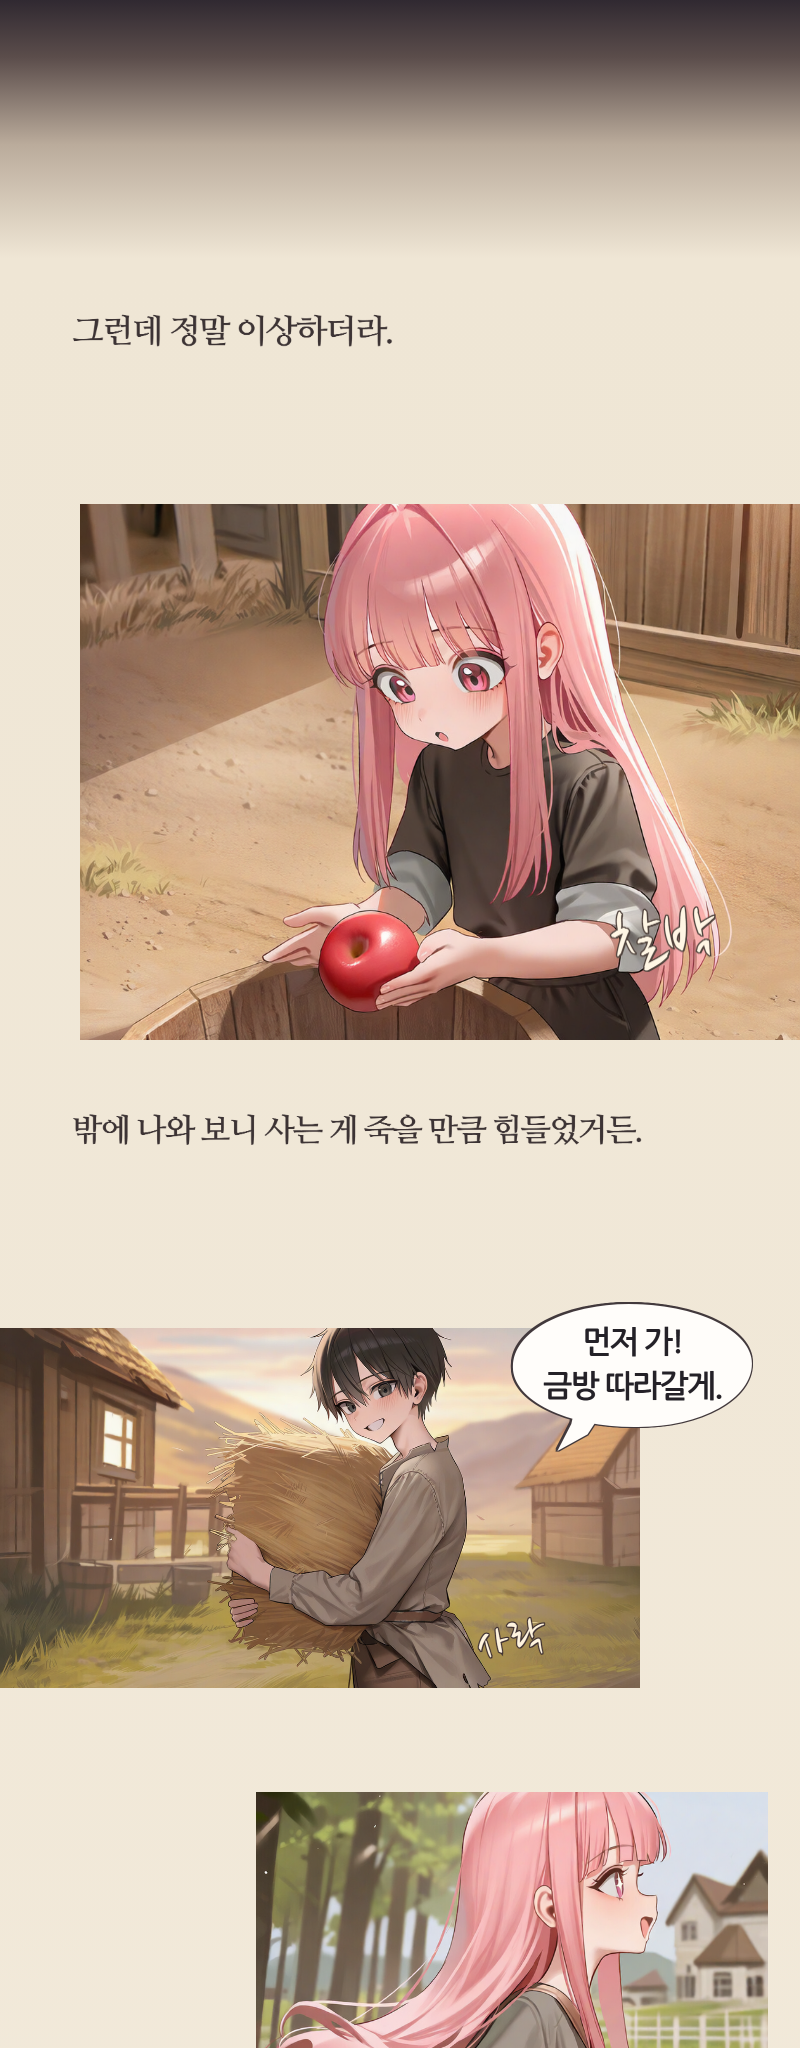 그런데 정말 이상하더라.
찰박
밖에 나와 보니 사는 게 죽을 만큼 힘들었거든.
먼저 가!
금방 따라갈게.
사락